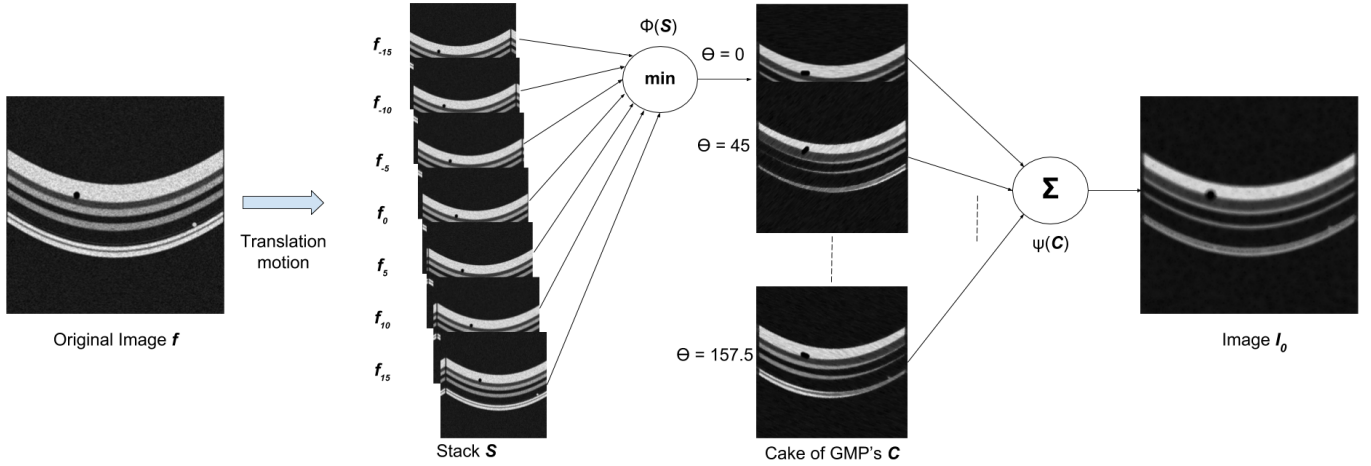 Original Image f
Translation
motion
f-15
f-10
f-5
f0
f5
f10
f15
Stack S
Φ(S)
min
ϴ = 0
ϴ = 45
ϴ = 157.5
Cake of GMP's C
Σ
ψ(C)
Image I0